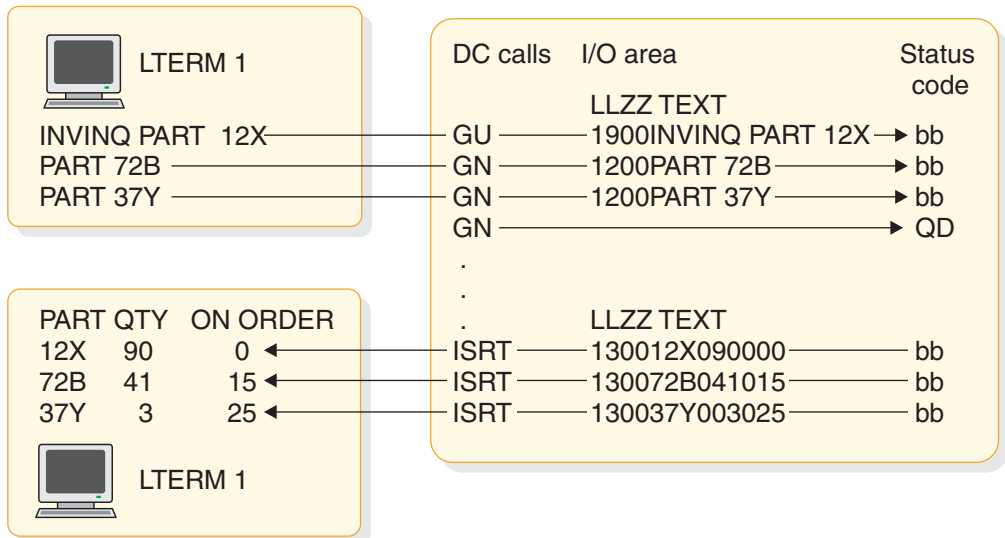 LTERM 1
INVINQ PART 12X
PART 72B
PART 37Y
DC calls I/O area Status code
LLZZ TEXT
GU 1900INVINQ PART 12X bb
GN 1200PART 72B bb
GN 1200PART 37Y bb
GN QD
.
.
. LLZZ TEXT
ISRT 130012X090000 bb
ISRT 130072B041015 bb
ISRT 130037Y003025 bb
PART QTY ON ORDER
12X 90 0
72B 41 15
37Y 3 25
LTERM 1